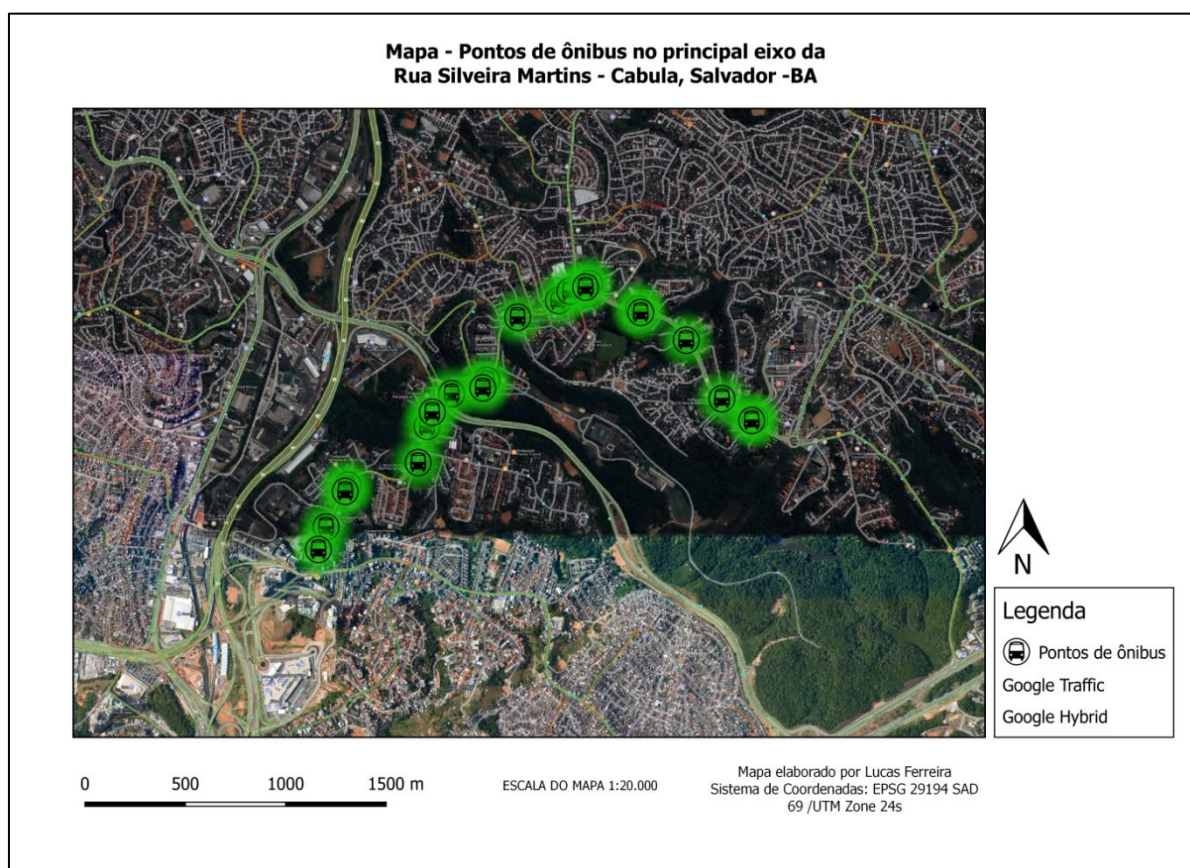 Mapa - Pontos de ônibus no principal eixo da
Rua Silveira Martins - Cabula, Salvador -BA
N
Legenda
Pontos de ônibus
Google Traffic
Google Hybrid
0 500 1000 1500 m
ESCALA DO MAPA 1:20.000
Mapa elaborado por Lucas Ferreira
Sistema de Coordenadas: EPSG 29194 SAD
69 /UTM Zone 24s